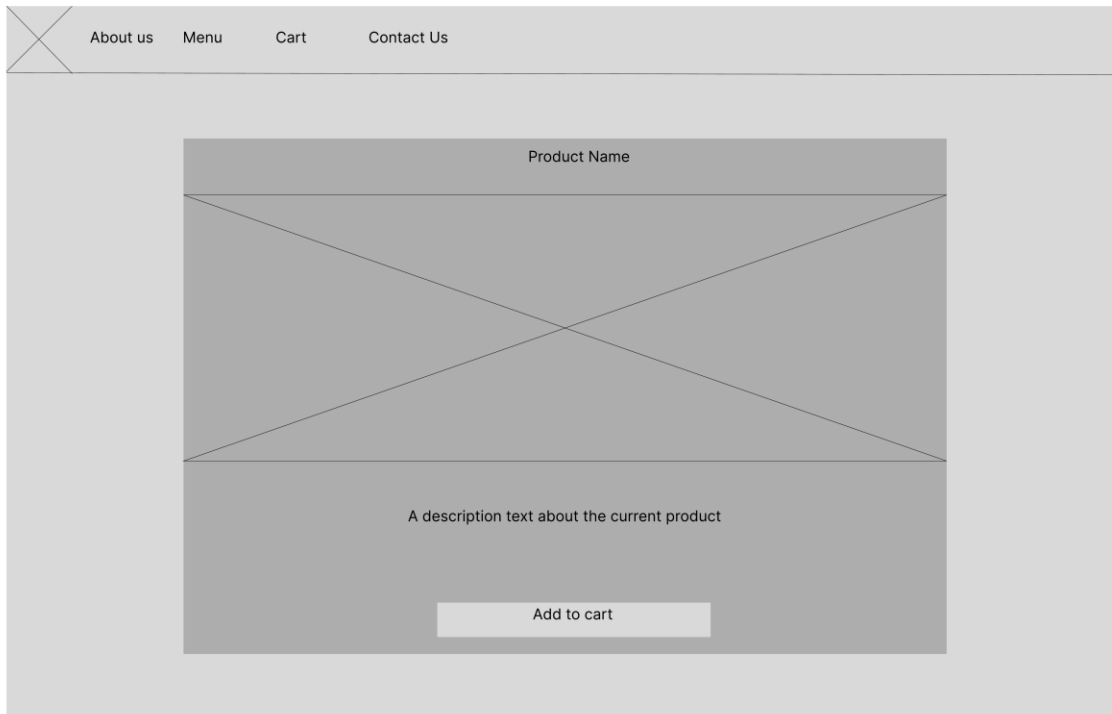 About us Menu Cart Contact Us
Product Name
A description text about the current product
Add to cart